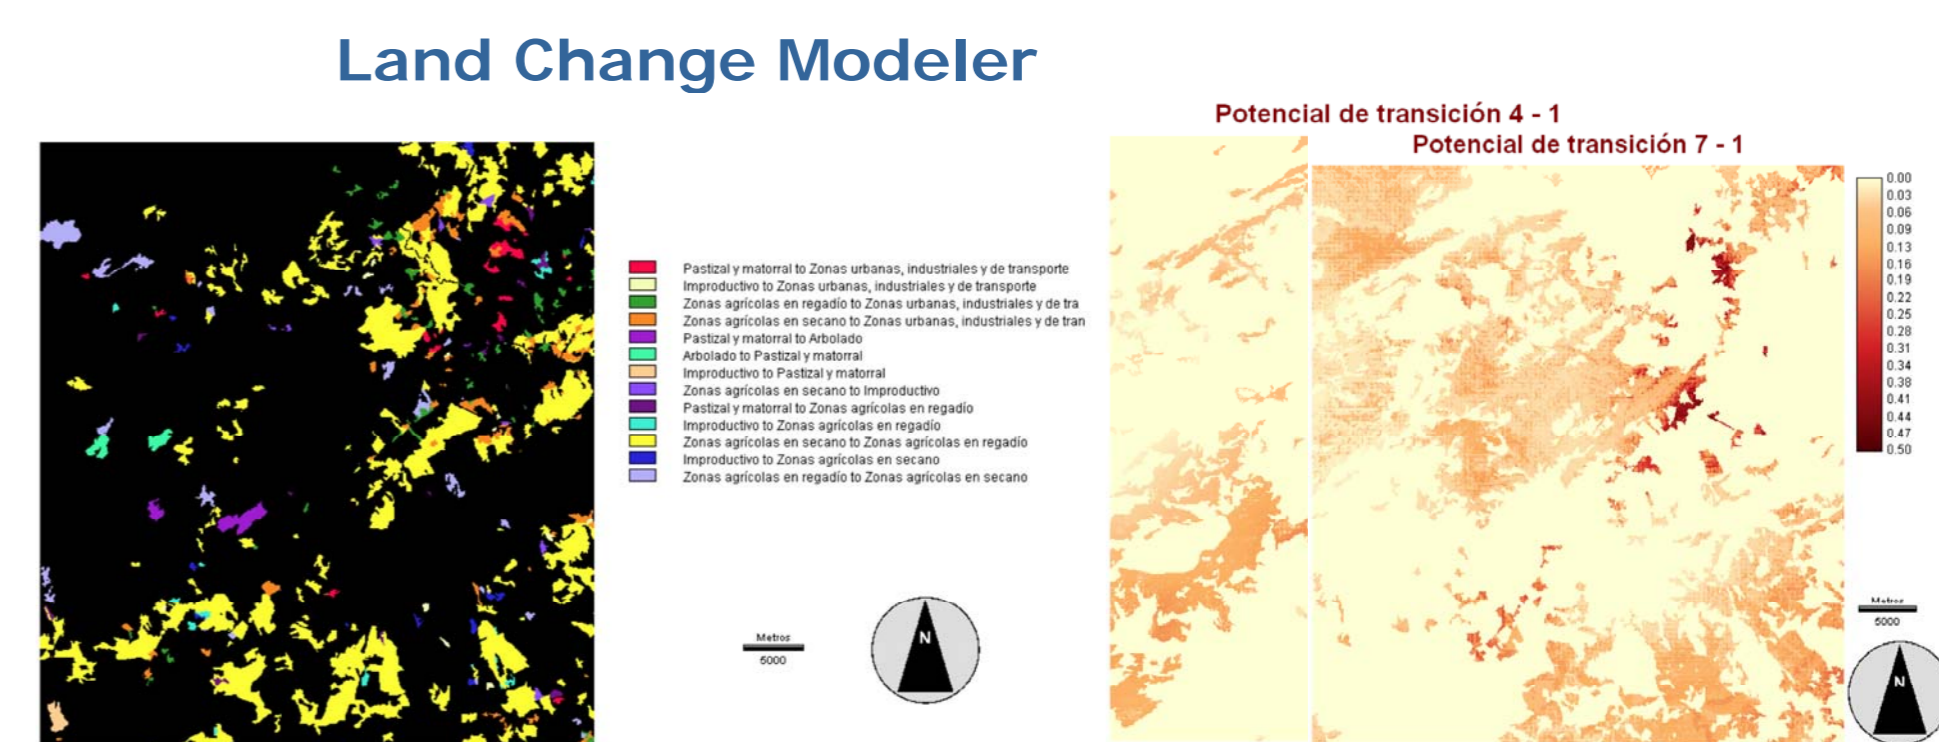 Land Change Modeler
Potencial de transición 4 - 1
Potencial de transición 7 - 1
Pastizal y matorral to Zonas urbanas, industriales y de transporte
Improductivo to Zonas urbanas, industriales y de transporte
Zonas agrícolas en regadío to Zonas urbanas, industriales y de tra
Zonas agrícolas en secano to Zonas urbanas, industriales y de tran
Pastizal y matorral to Arbolado
Arbolado to Pastizal y matorral
Improductivo to Pastizal y matorral
Zonas agrícolas en secano to Improductivo
Pastizal y matorral to Zonas agrícolas en regadío
Improductivo to Zonas agrícolas en regadío
Zonas agrícolas en secano to Zonas agrícolas en regadío
Improductivo to Zonas agrícolas en secano
Zonas agrícolas en regadío to Zonas agrícolas en secano
Metros
5000
N
0.00
0.03
0.06
0.09
0.13
0.16
0.19
0.22
0.25
0.28
0.31
0.34
0.38
0.41
0.44
0.47
0.50
Metros
5000
N